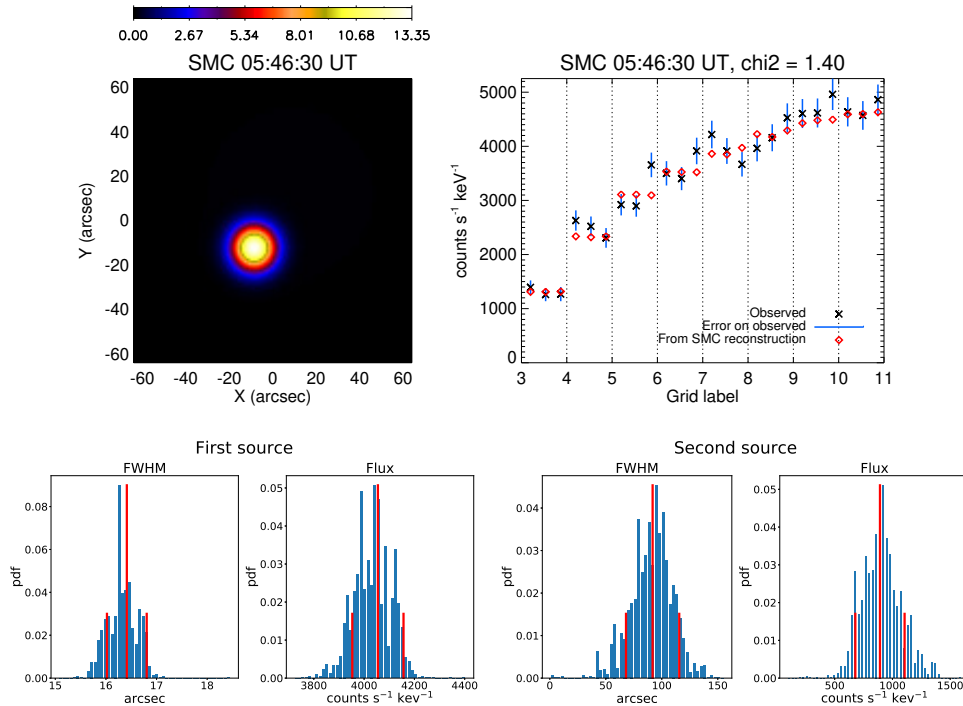 0.00 2.67 5.34 8.01 10.68 13.35
SMC 05:46:30 UT
60
40
20
0
-20
-40
-60
Y (arcsec)
-60 -40 -20 0 20 40 60
X (arcsec)
SMC 05:46:30 UT, chi2 = 1.40
5000
4000
3000
2000
1000
0
counts s⁻¹ keV⁻¹
Observed
Error on observed
From SMC reconstruction
3 4 5 6 7 8 9 10 11
Grid label
First source
FWHM
0.08
0.06
0.04
0.02
0.00
pdf
15 16 17 18
arcsec
Flux
0.05
0.04
0.03
0.02
0.01
0.00
pdf
3800 4000 4200 4400
counts s⁻¹ keV⁻¹
Second source
FWHM
0.04
0.03
0.02
0.01
0.00
pdf
0 50 100 150
arcsec
Flux
0.05
0.04
0.03
0.02
0.01
0.00
pdf
500 1000 1500
counts s⁻¹ keV⁻¹